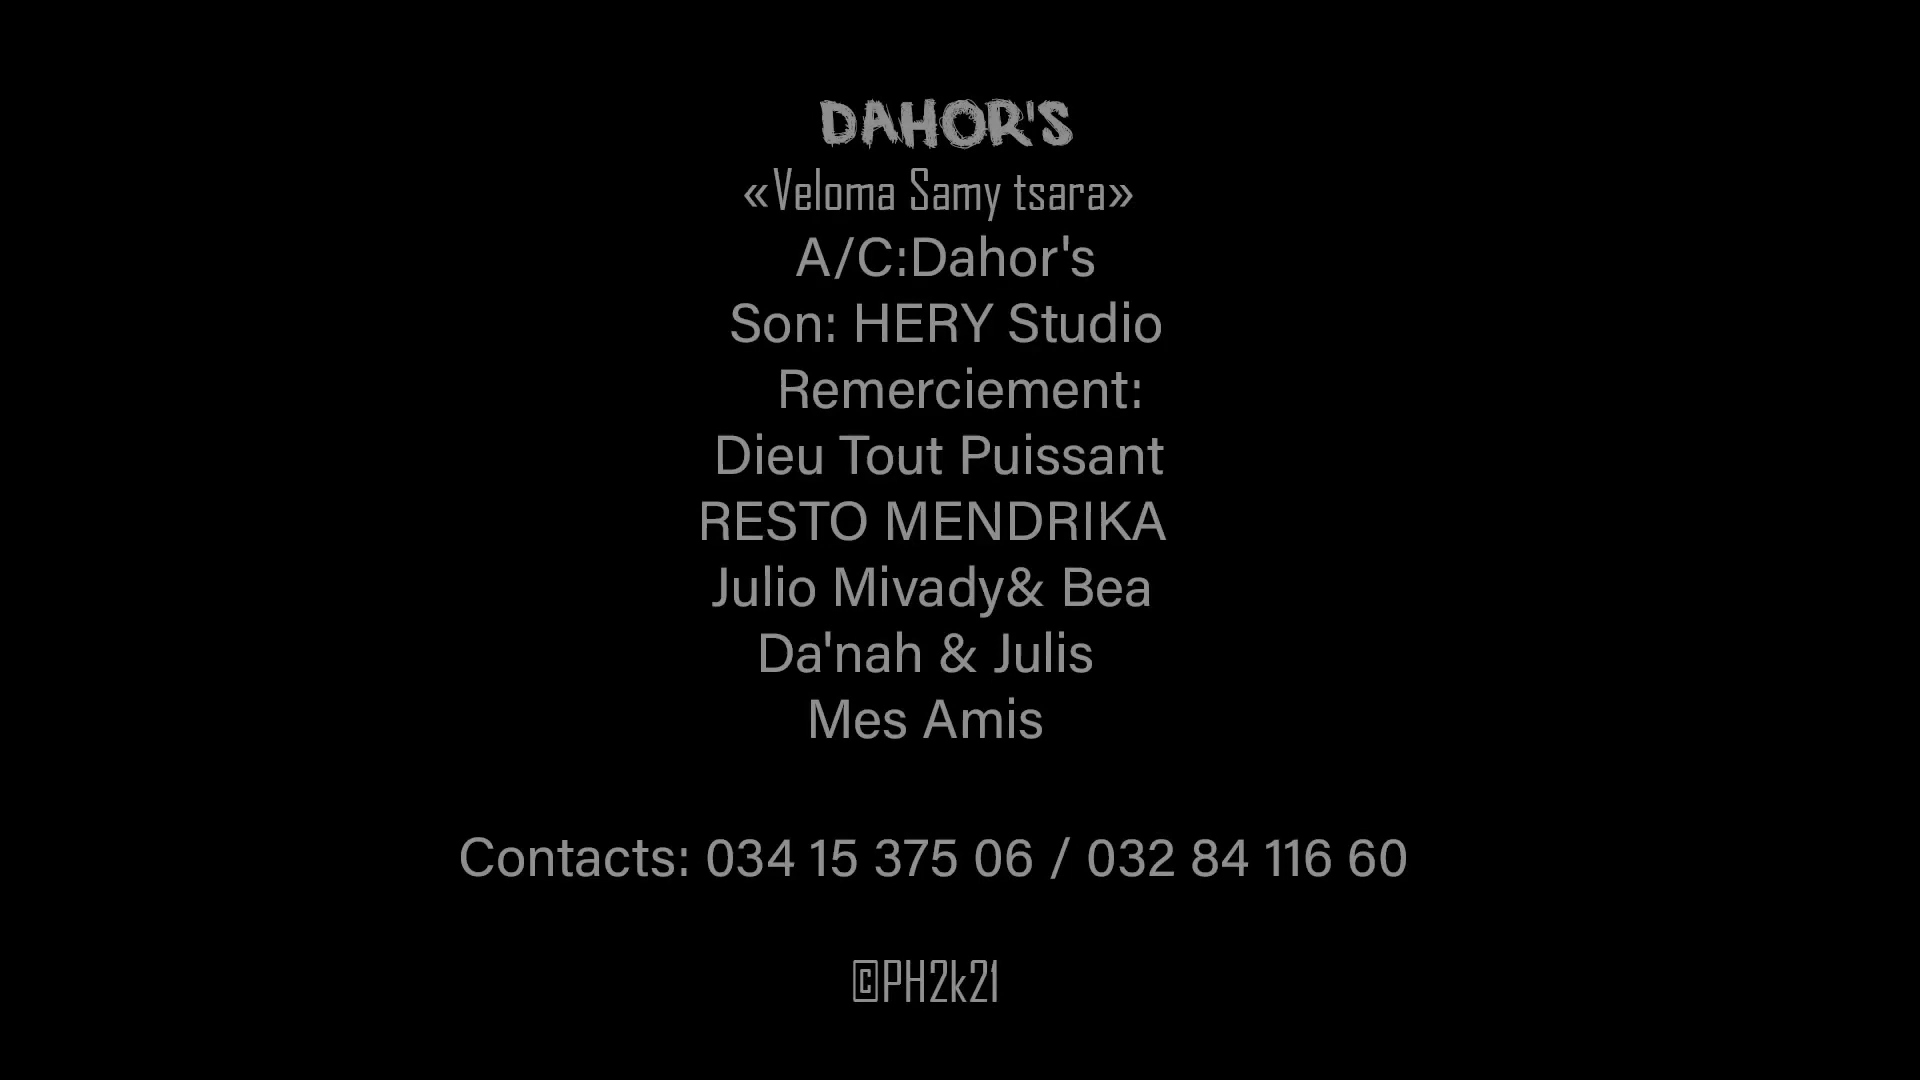 DAHOR'S
«Veloma Samy tsara»
A/C:Dahor's
Son: HERY Studio
Remerciement:
Dieu Tout Puissant
RESTO MENDRIKA
Julio Mivady& Bea
Da'nah & Julis
Mes Amis
Contacts: 034 15 375 06 / 032 84 116 60
©PH2k21